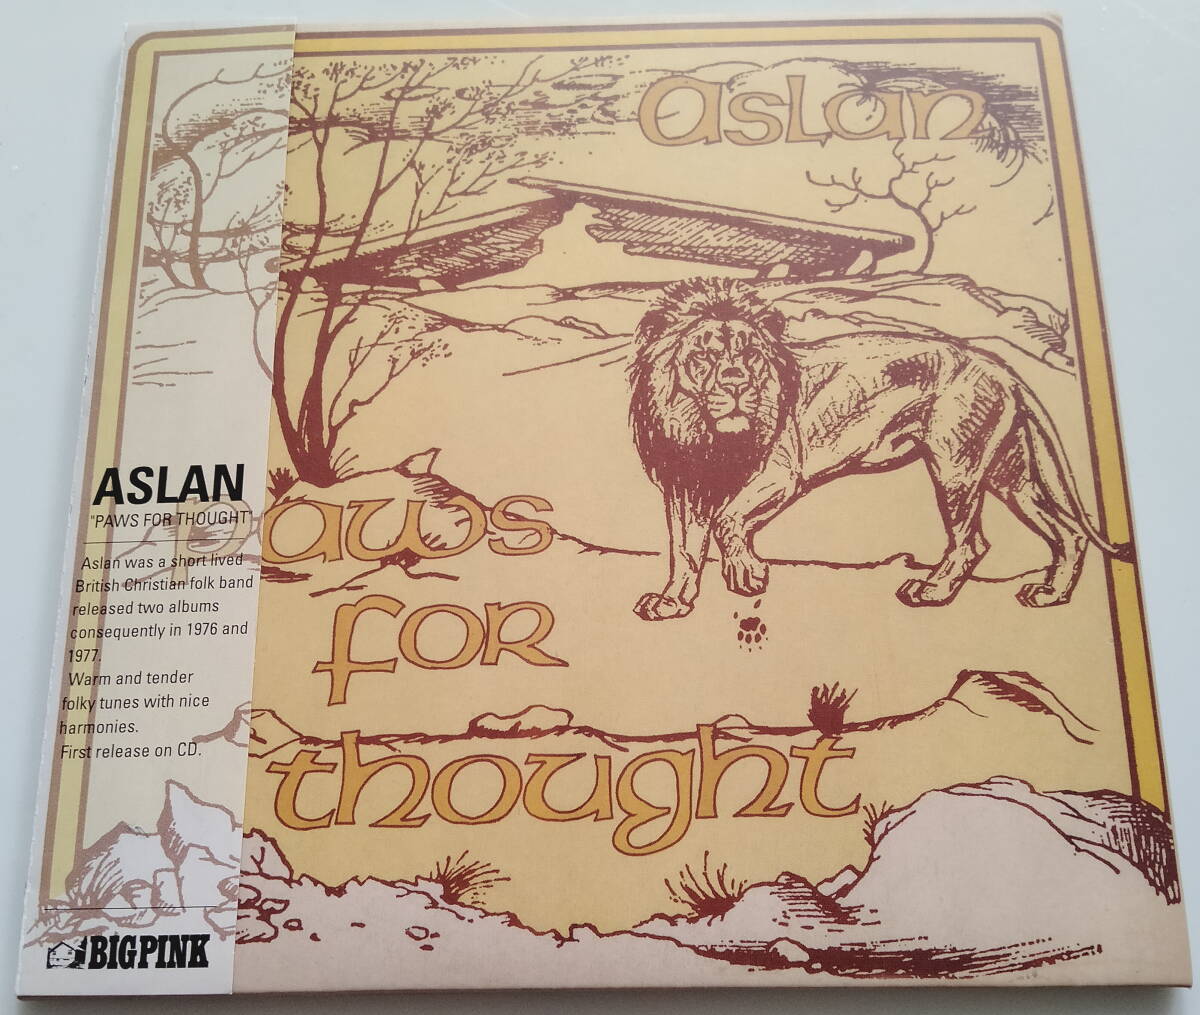 aslan
paws
for
thought
ASLAN
"PAWS FOR THOUGHT"
Aslan was a short lived
British Christian folk band
released two albums
consequently in 1976 and
1977.
Warm and tender
folky tunes with nice
harmonies.
First release on CD.
BIGPINK